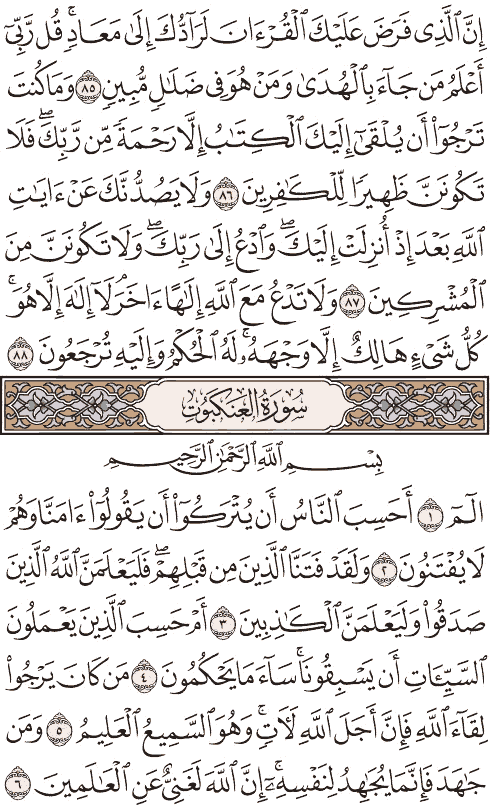 إِنَّ ٱلَّذِى فَرَضَ عَلَيْكَ ٱلْقُرْءَانَ لَرَآدُّكَ إِلَىٰ مَعَادٍ ۚ قُل رَّبِّىٓ
أَعْلَمُ مَن جَآءَ بِٱلْهُدَىٰ وَمَنْ هُوَ فِى ضَلَـٰلٍ مُّبِينٍ ٨٥ وَمَا كُنتَ
تَرْجُوٓا۟ أَن يُلْقَىٰٓ إِلَيْكَ ٱلْكِتَـٰبُ إِلَّا رَحْمَةً مِّن رَّبِّكَ ۖ فَلَا
تَكُونَنَّ ظَهِيرًا لِّلْكَـٰفِرِينَ ٨٦ وَلَا يَصُدُّنَّكَ عَنْ ءَايَـٰتِ
ٱللَّهِ بَعْدَ إِذْ أُنزِلَتْ إِلَيْكَ ۖ وَٱدْعُ إِلَىٰ رَبِّكَ ۖ وَلَا تَكُونَنَّ مِنَ
ٱلْمُشْرِكِينَ ٨٧ وَلَا تَدْعُ مَعَ ٱللَّهِ إِلَـٰهًا ءَاخَرَ ۘ لَآ إِلَـٰهَ إِلَّا هُوَ ۚ
كُلُّ شَىْءٍ هَالِكٌ إِلَّا وَجْهَهُۥ ۚ لَهُ ٱلْحُكْمُ وَإِلَيْهِ تُرْجَعُونَ ٨٨
سُورَةُ العَنكَبُوتِ
بِسْمِ ٱللَّهِ ٱلرَّحْمَـٰنِ ٱلرَّحِيمِ
الٓمٓ ١ أَحَسِبَ ٱلنَّاسُ أَن يُتْرَكُوٓا۟ أَن يَقُولُوٓا۟ ءَامَنَّا وَهُمْ
لَا يُفْتَنُونَ ٢ وَلَقَدْ فَتَنَّا ٱلَّذِينَ مِن قَبْلِهِمْ ۖ فَلَيَعْلَمَنَّ ٱللَّهُ ٱلَّذِينَ
صَدَقُوا۟ وَلَيَعْلَمَنَّ ٱلْكَـٰذِبِينَ ٣ أَمْ حَسِبَ ٱلَّذِينَ يَعْمَلُونَ
ٱلسَّيِّـَٔاتِ أَن يَسْبِقُونَا ۚ سَآءَ مَا يَحْكُمُونَ ٤ مَن كَانَ يَرْجُوا۟
لِقَآءَ ٱللَّهِ فَإِنَّ أَجَلَ ٱللَّهِ لَـَٔاتٍ ۚ وَهُوَ ٱلسَّمِيعُ ٱلْعَلِيمُ ٥ وَمَن
جَـٰهَدَ فَإِنَّمَا يُجَـٰهِدُ لِنَفْسِهِۦٓ ۚ إِنَّ ٱللَّهَ لَغَنِىٌّ عَنِ ٱلْعَـٰلَمِينَ ٦